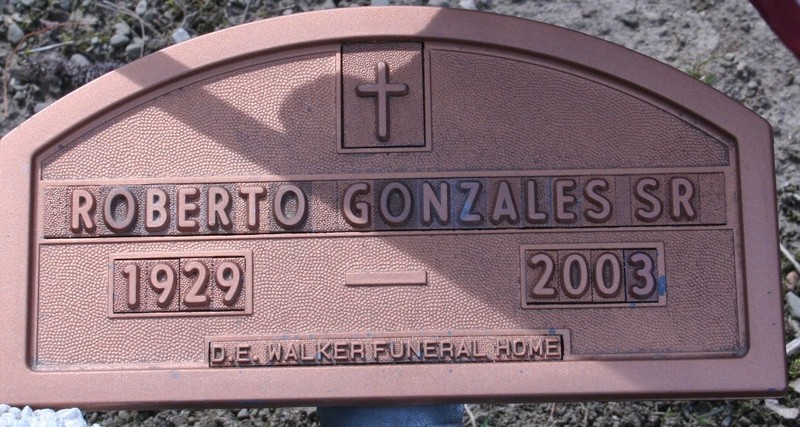 ROBERTO GONZALES SR
1929 — 2003
D.E. WALKER FUNERAL HOME